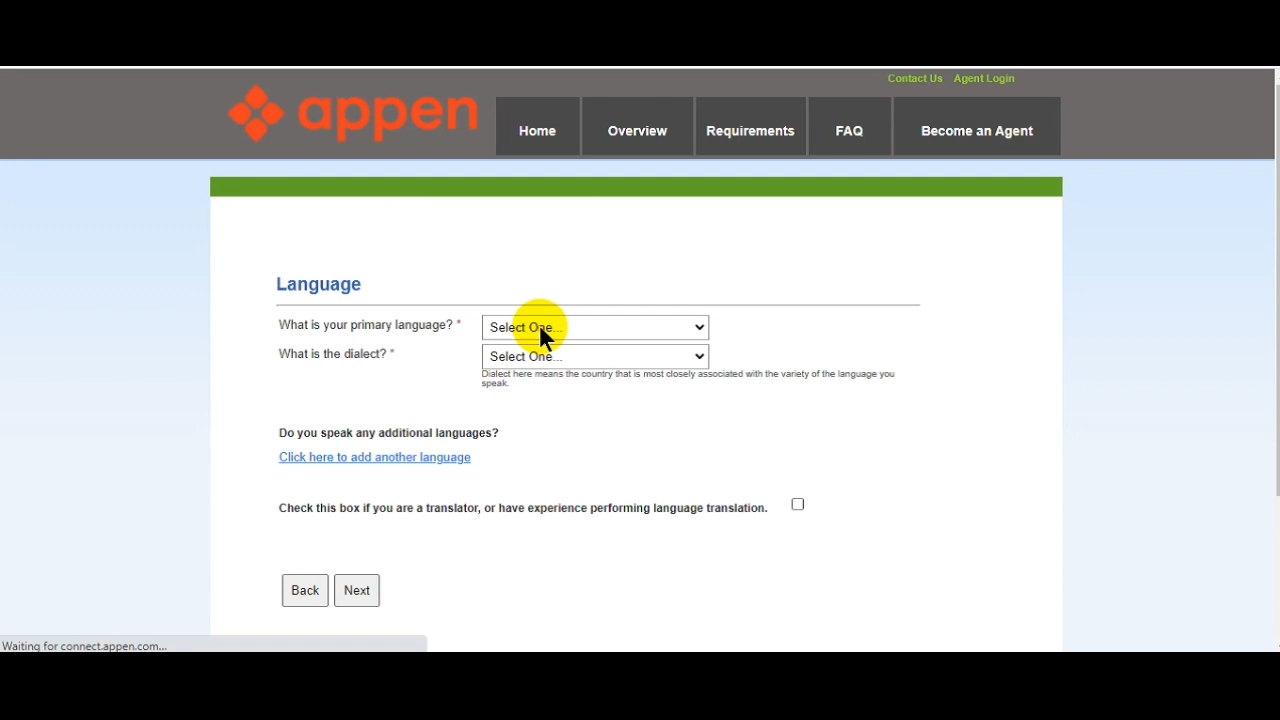 Contact Us Agent Login
appen
Home Overview Requirements FAQ Become an Agent
Language
What is your primary language? * Select One...
What is the dialect? * Select One...
Dialect here means the country that is most closely associated with the variety of the language you
speak.
Do you speak any additional languages?
Click here to add another language
Check this box if you are a translator, or have experience performing language translation.
Back Next
Waiting for connect.appen.com...